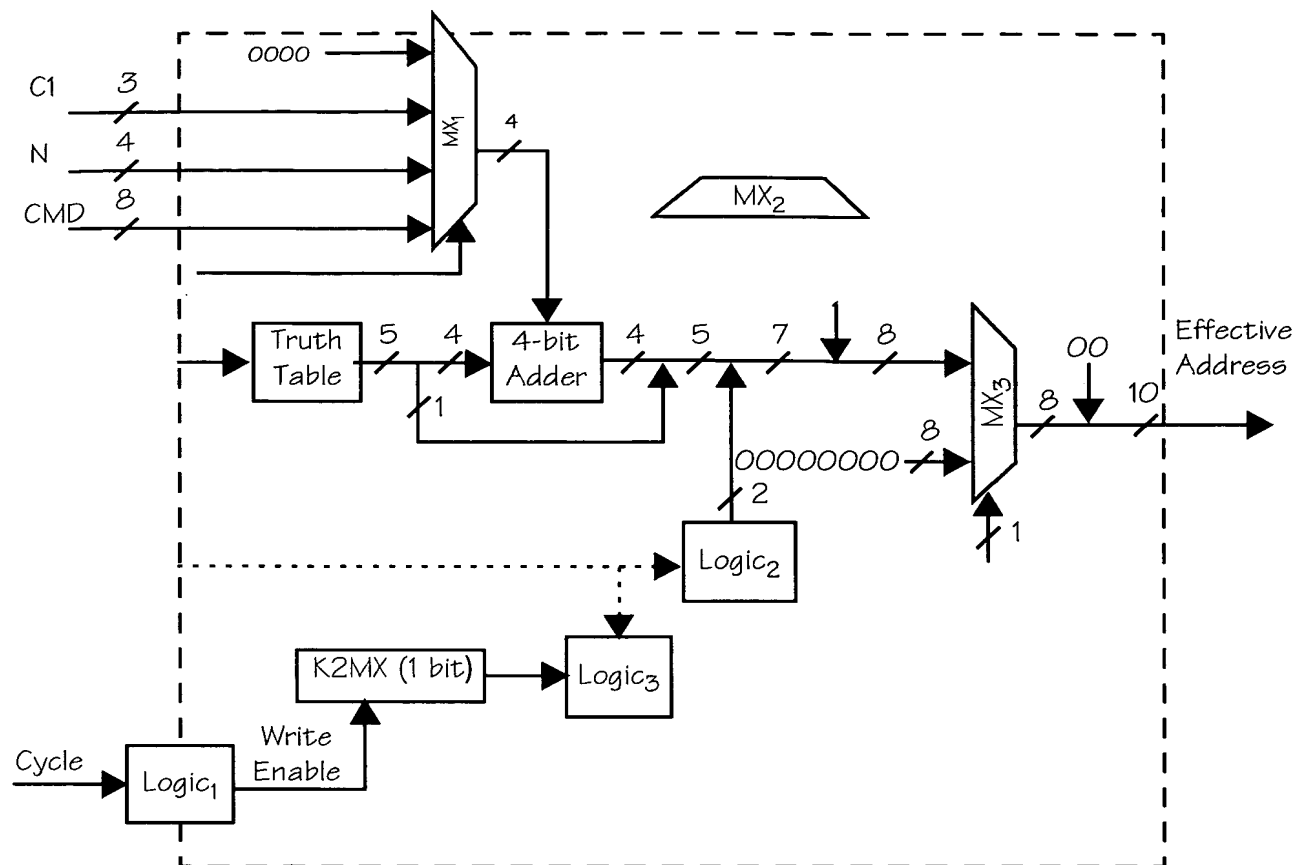 0000
C1
3
N
4
CMD
8
MX1
4
MX2
Truth
Table
5
4
1
4-bit
Adder
4
5
7
1
8
MX3
00000000
8
1
8
00
10
Effective
Address
2
Logic2
K2MX (1 bit)
Logic3
Cycle
Logic1
Write
Enable